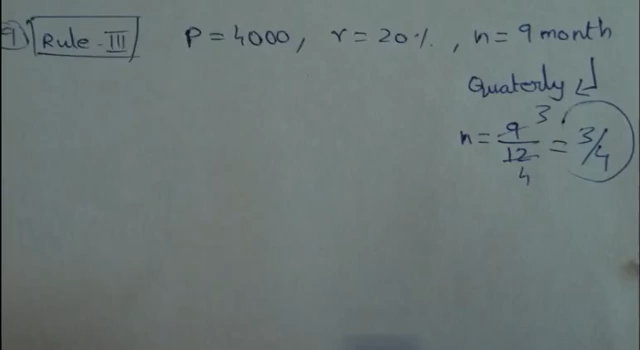 9) Rule-III P = 4000, r = 20%, n = 9 month
Quaterly
n = 9/12 = 3/4
3
4